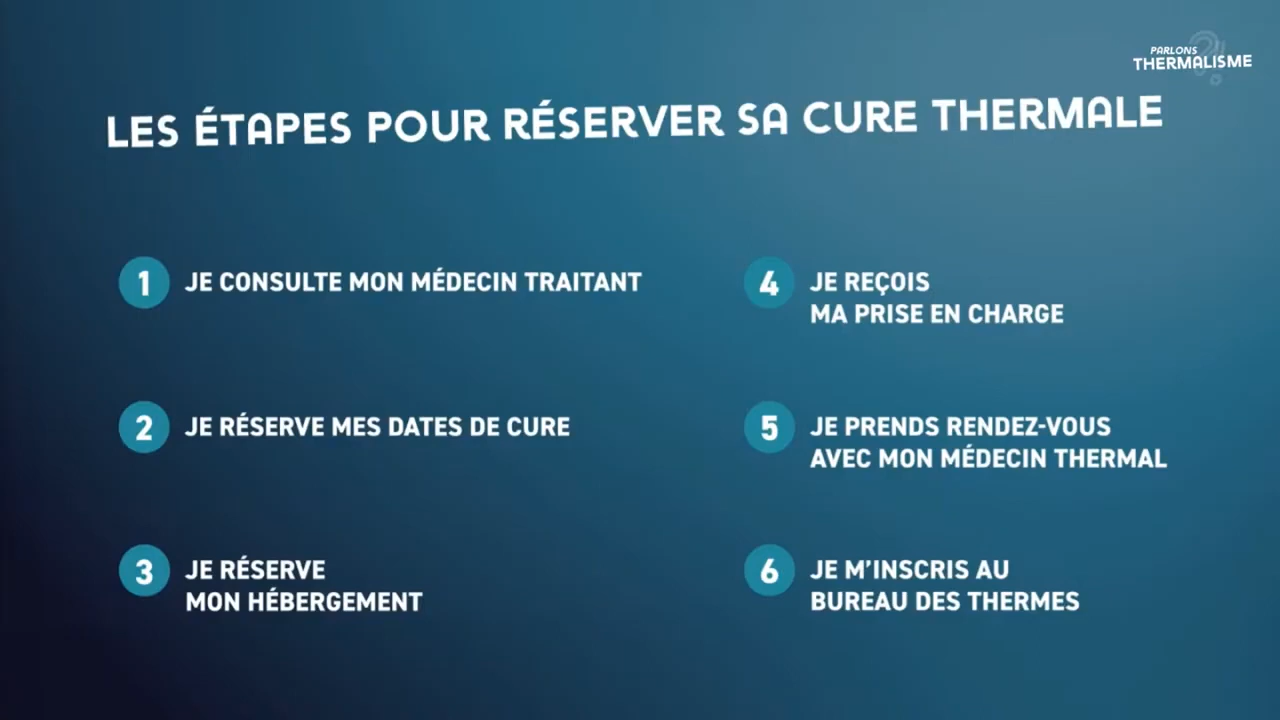 PARLONS
THERMALISME
LES ÉTAPES POUR RÉSERVER SA CURE THERMALE
1 JE CONSULTE MON MÉDECIN TRAITANT
2 JE RÉSERVE MES DATES DE CURE
3 JE RÉSERVE
MON HÉBERGEMENT
4 JE REÇOIS
MA PRISE EN CHARGE
5 JE PRENDS RENDEZ-VOUS
AVEC MON MÉDECIN THERMAL
6 JE M'INSCRIS AU
BUREAU DES THERMES